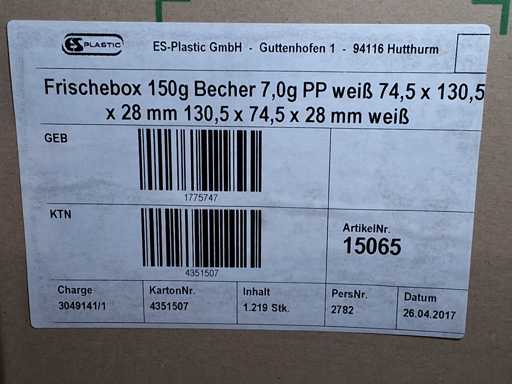 ES PLASTIC
ES-Plastic GmbH - Guttenhofen 1 - 94116 Hutthurm
Frischebox 150g Becher 7,0g PP weiß 74,5 x 130,5
x 28 mm 130,5 x 74,5 x 28 mm weiß
GEB
1775747
KTN
4351507
ArtikelNr.
15065
Charge KartonNr. Inhalt PersNr. Datum
3049141/1 4351507 1.219 Stk. 2782 26.04.2017